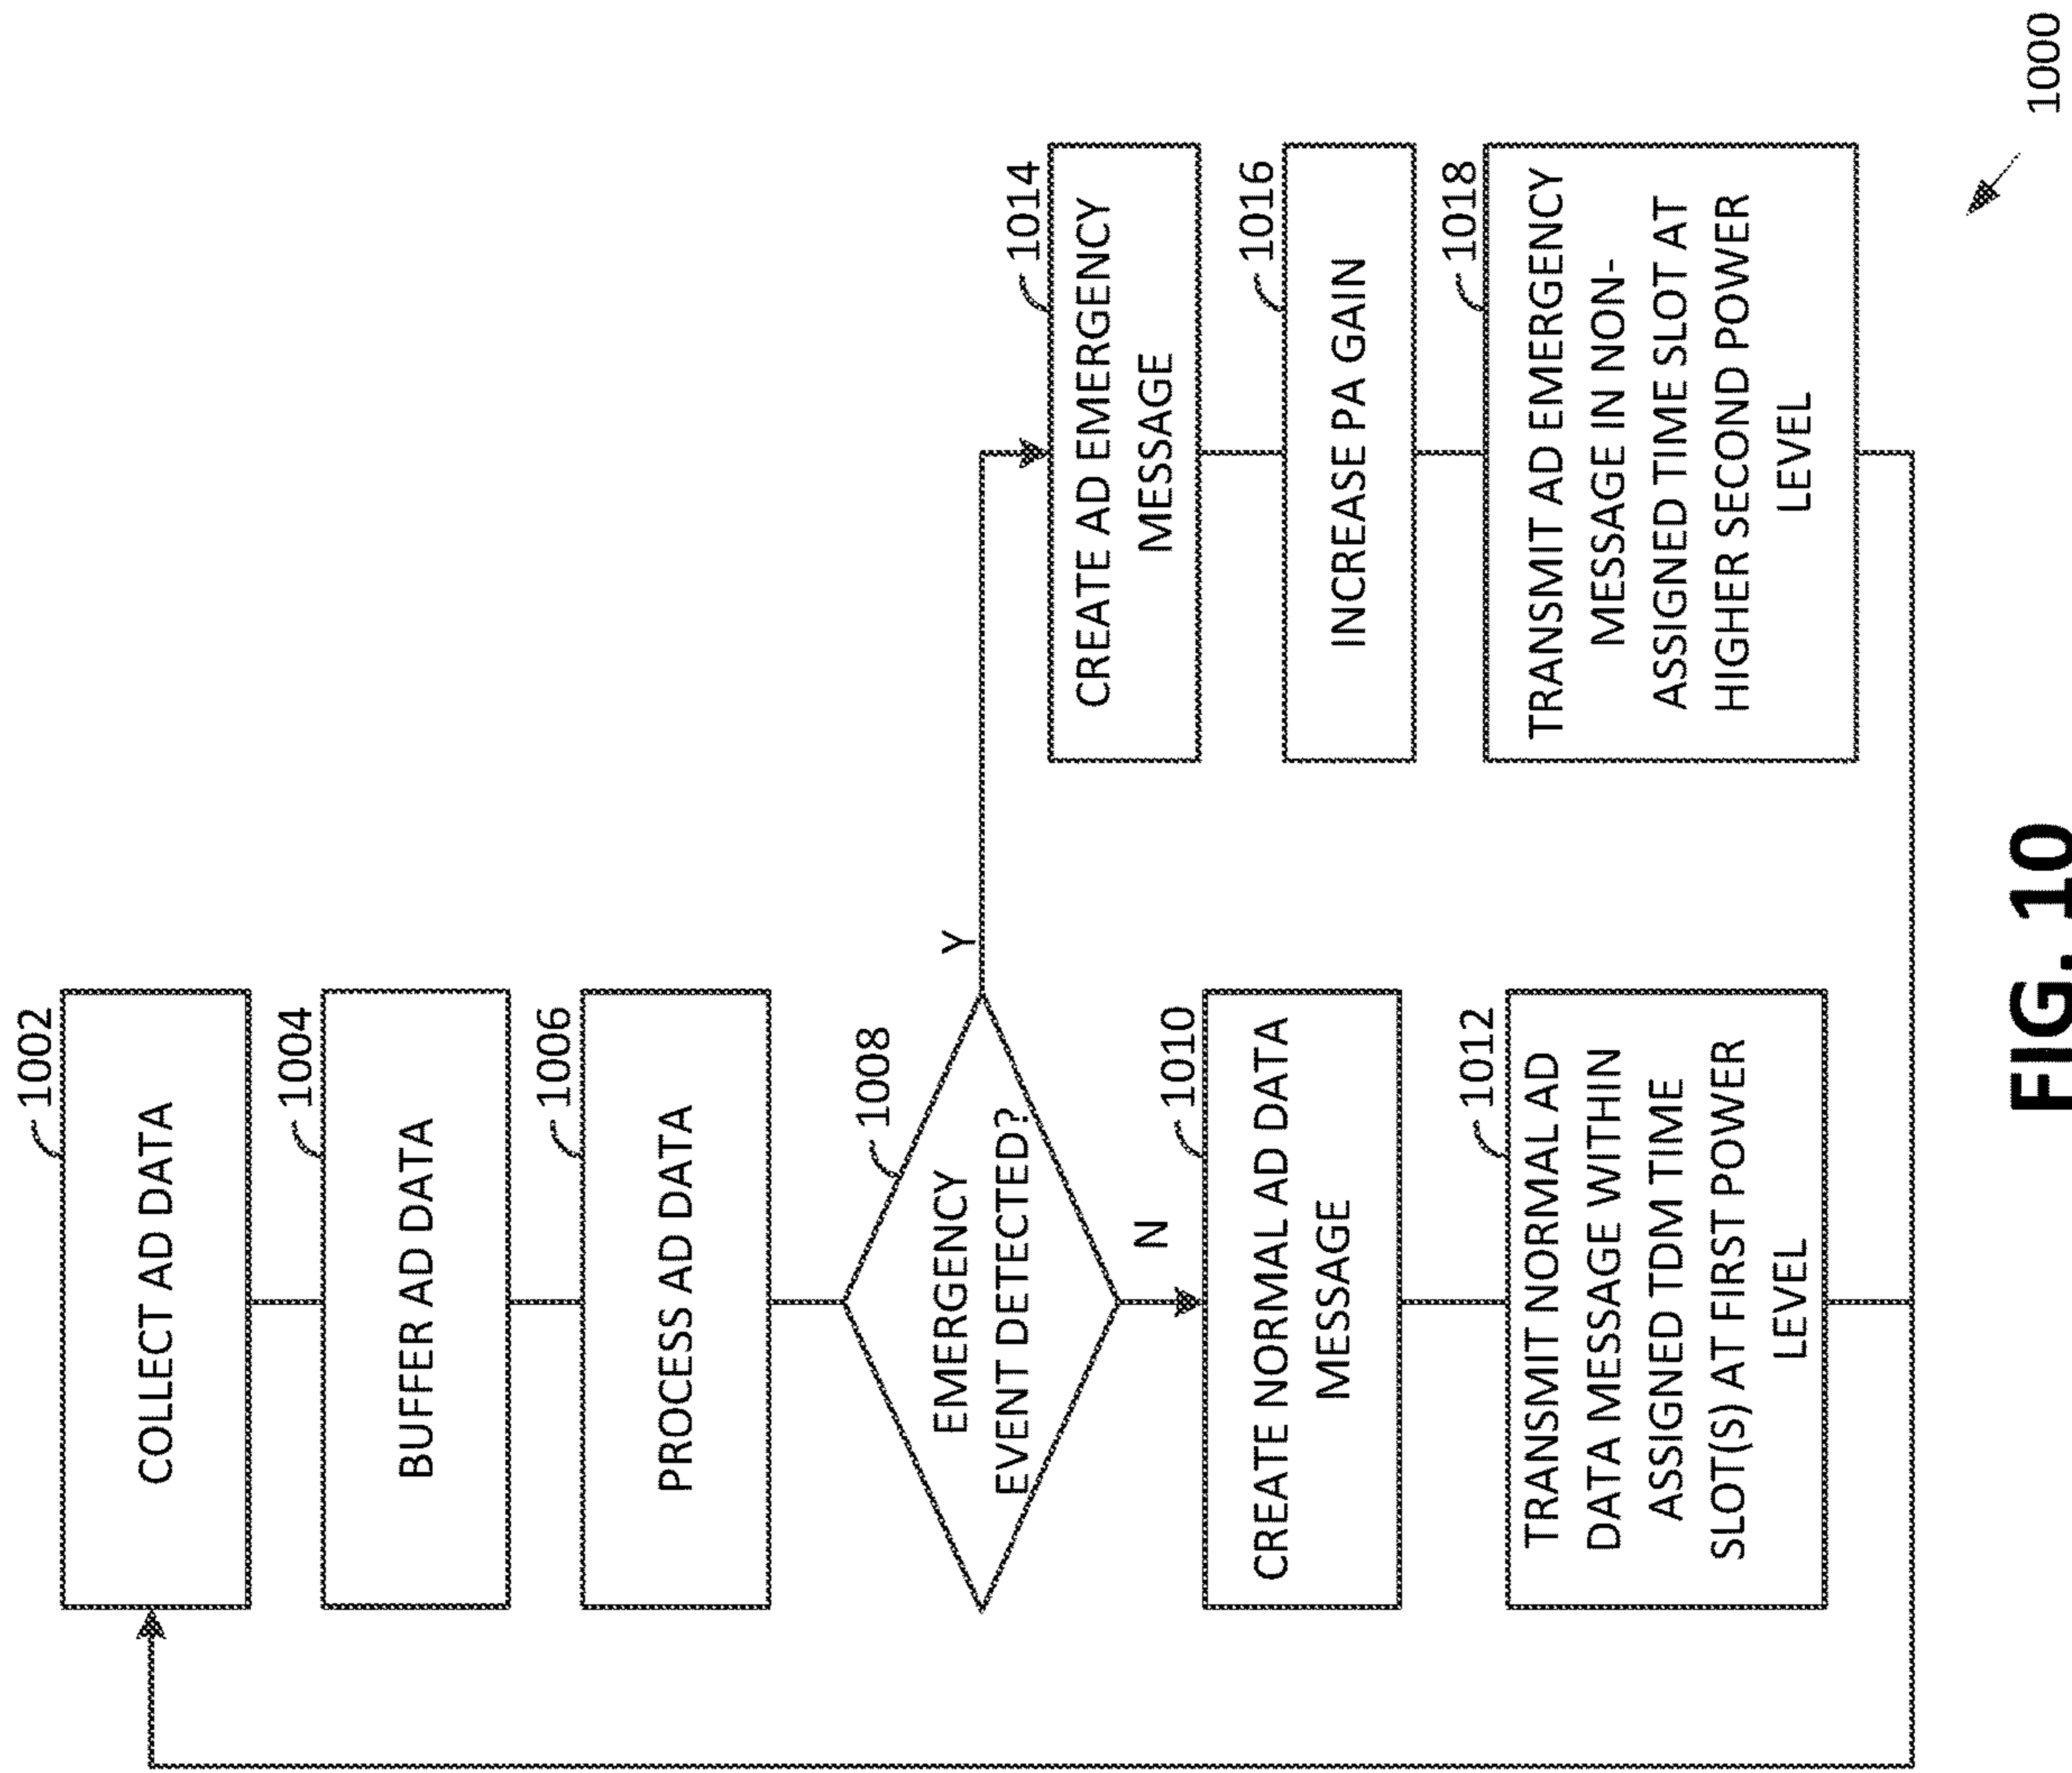 1002
COLLECT AD DATA
1004
BUFFER AD DATA
1006
PROCESS AD DATA
1008
EMERGENCY
EVENT DETECTED?
Y
N
1010
CREATE NORMAL AD DATA
MESSAGE
1012
TRANSMIT NORMAL AD
DATA MESSAGE WITHIN
ASSIGNED TDM TIME
SLOT(S) AT FIRST POWER
LEVEL
1014
CREATE AD EMERGENCY
MESSAGE
1016
INCREASE PA GAIN
1018
TRANSMIT AD EMERGENCY
MESSAGE IN NON-
ASSIGNED TIME SLOT AT
HIGHER SECOND POWER
LEVEL
1000
FIG. 10